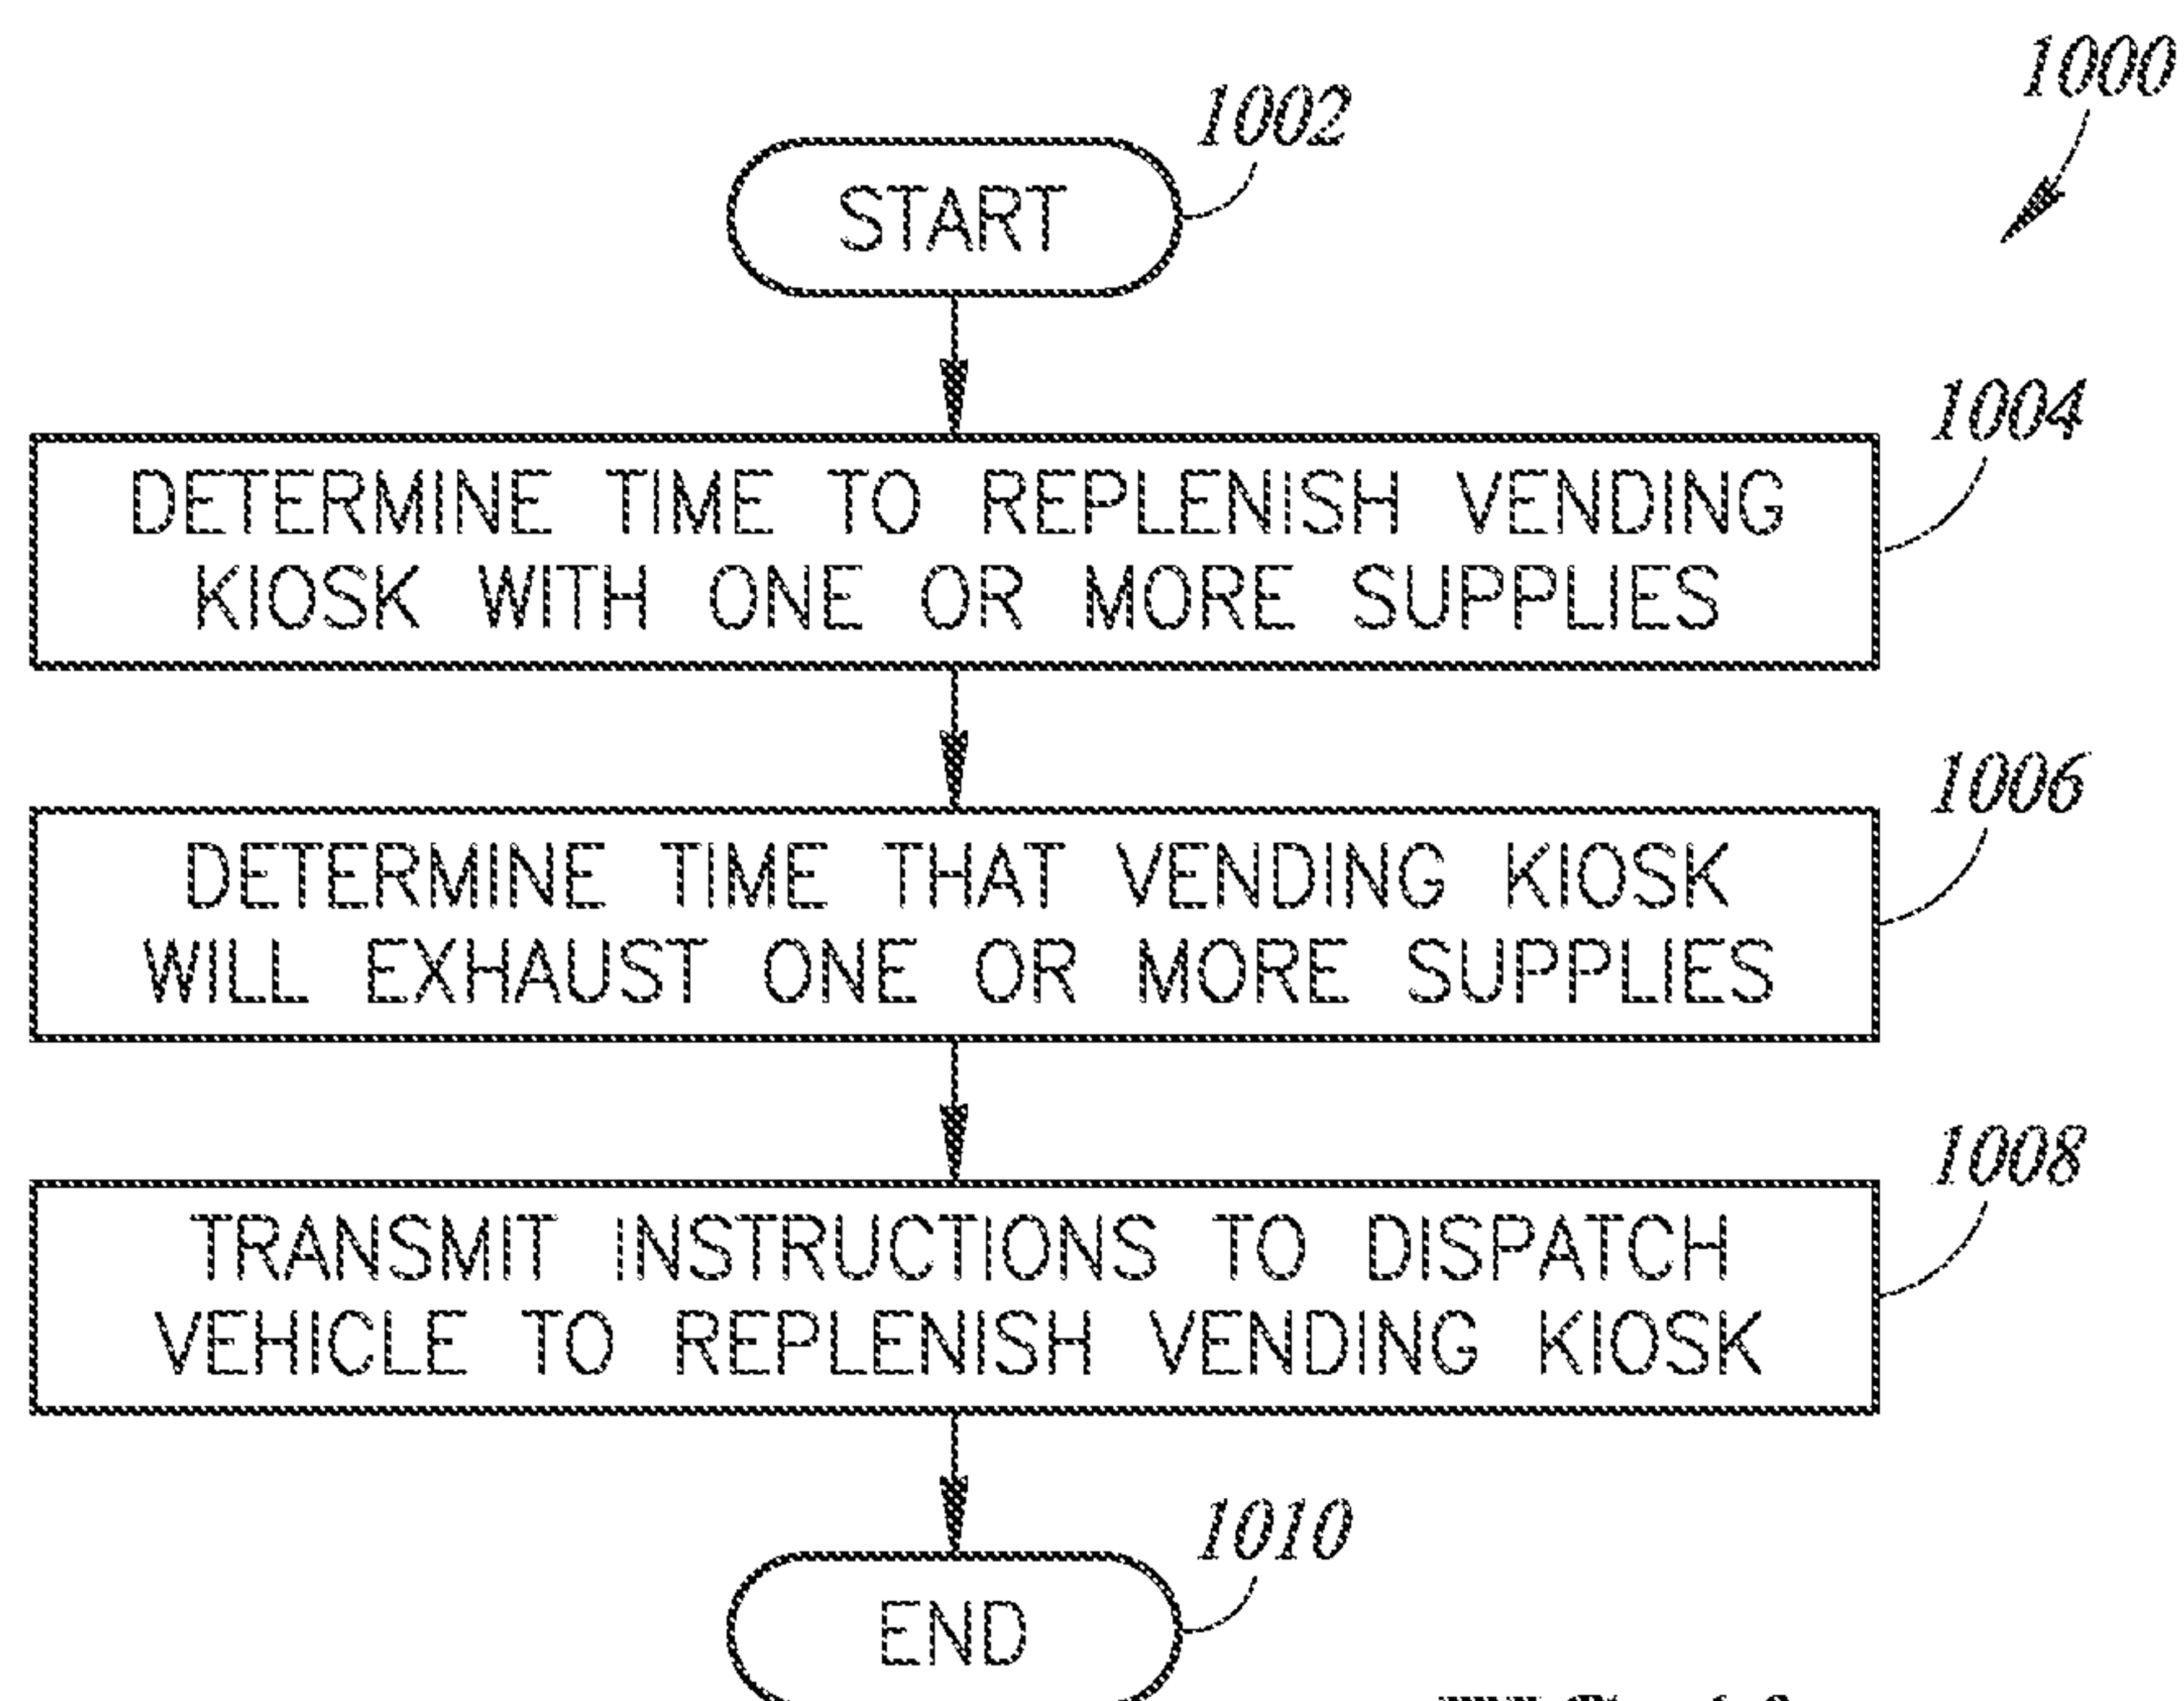 1000
1002
START
1004
DETERMINE TIME TO REPLENISH VENDING
KIOSK WITH ONE OR MORE SUPPLIES
1006
DETERMINE TIME THAT VENDING KIOSK
WILL EXHAUST ONE OR MORE SUPPLIES
1008
TRANSMIT INSTRUCTIONS TO DISPATCH
VEHICLE TO REPLENISH VENDING KIOSK
1010
END